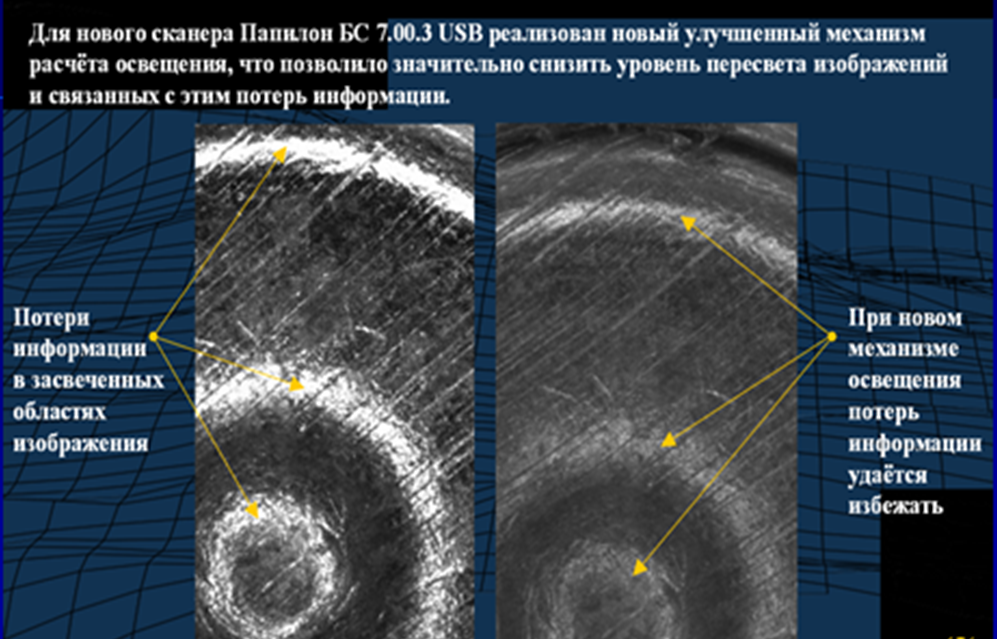 Для нового сканера Папилон БС 7.00.3 USB реализован новый улучшенный механизм
расчёта освещения, что позволило значительно снизить уровень пересвета изображений
и связанных с этим потерь информации.
Потери
информации
в засвеченных
областях
изображения
При новом
механизме
освещения
потерь
информации
удаётся
избежать